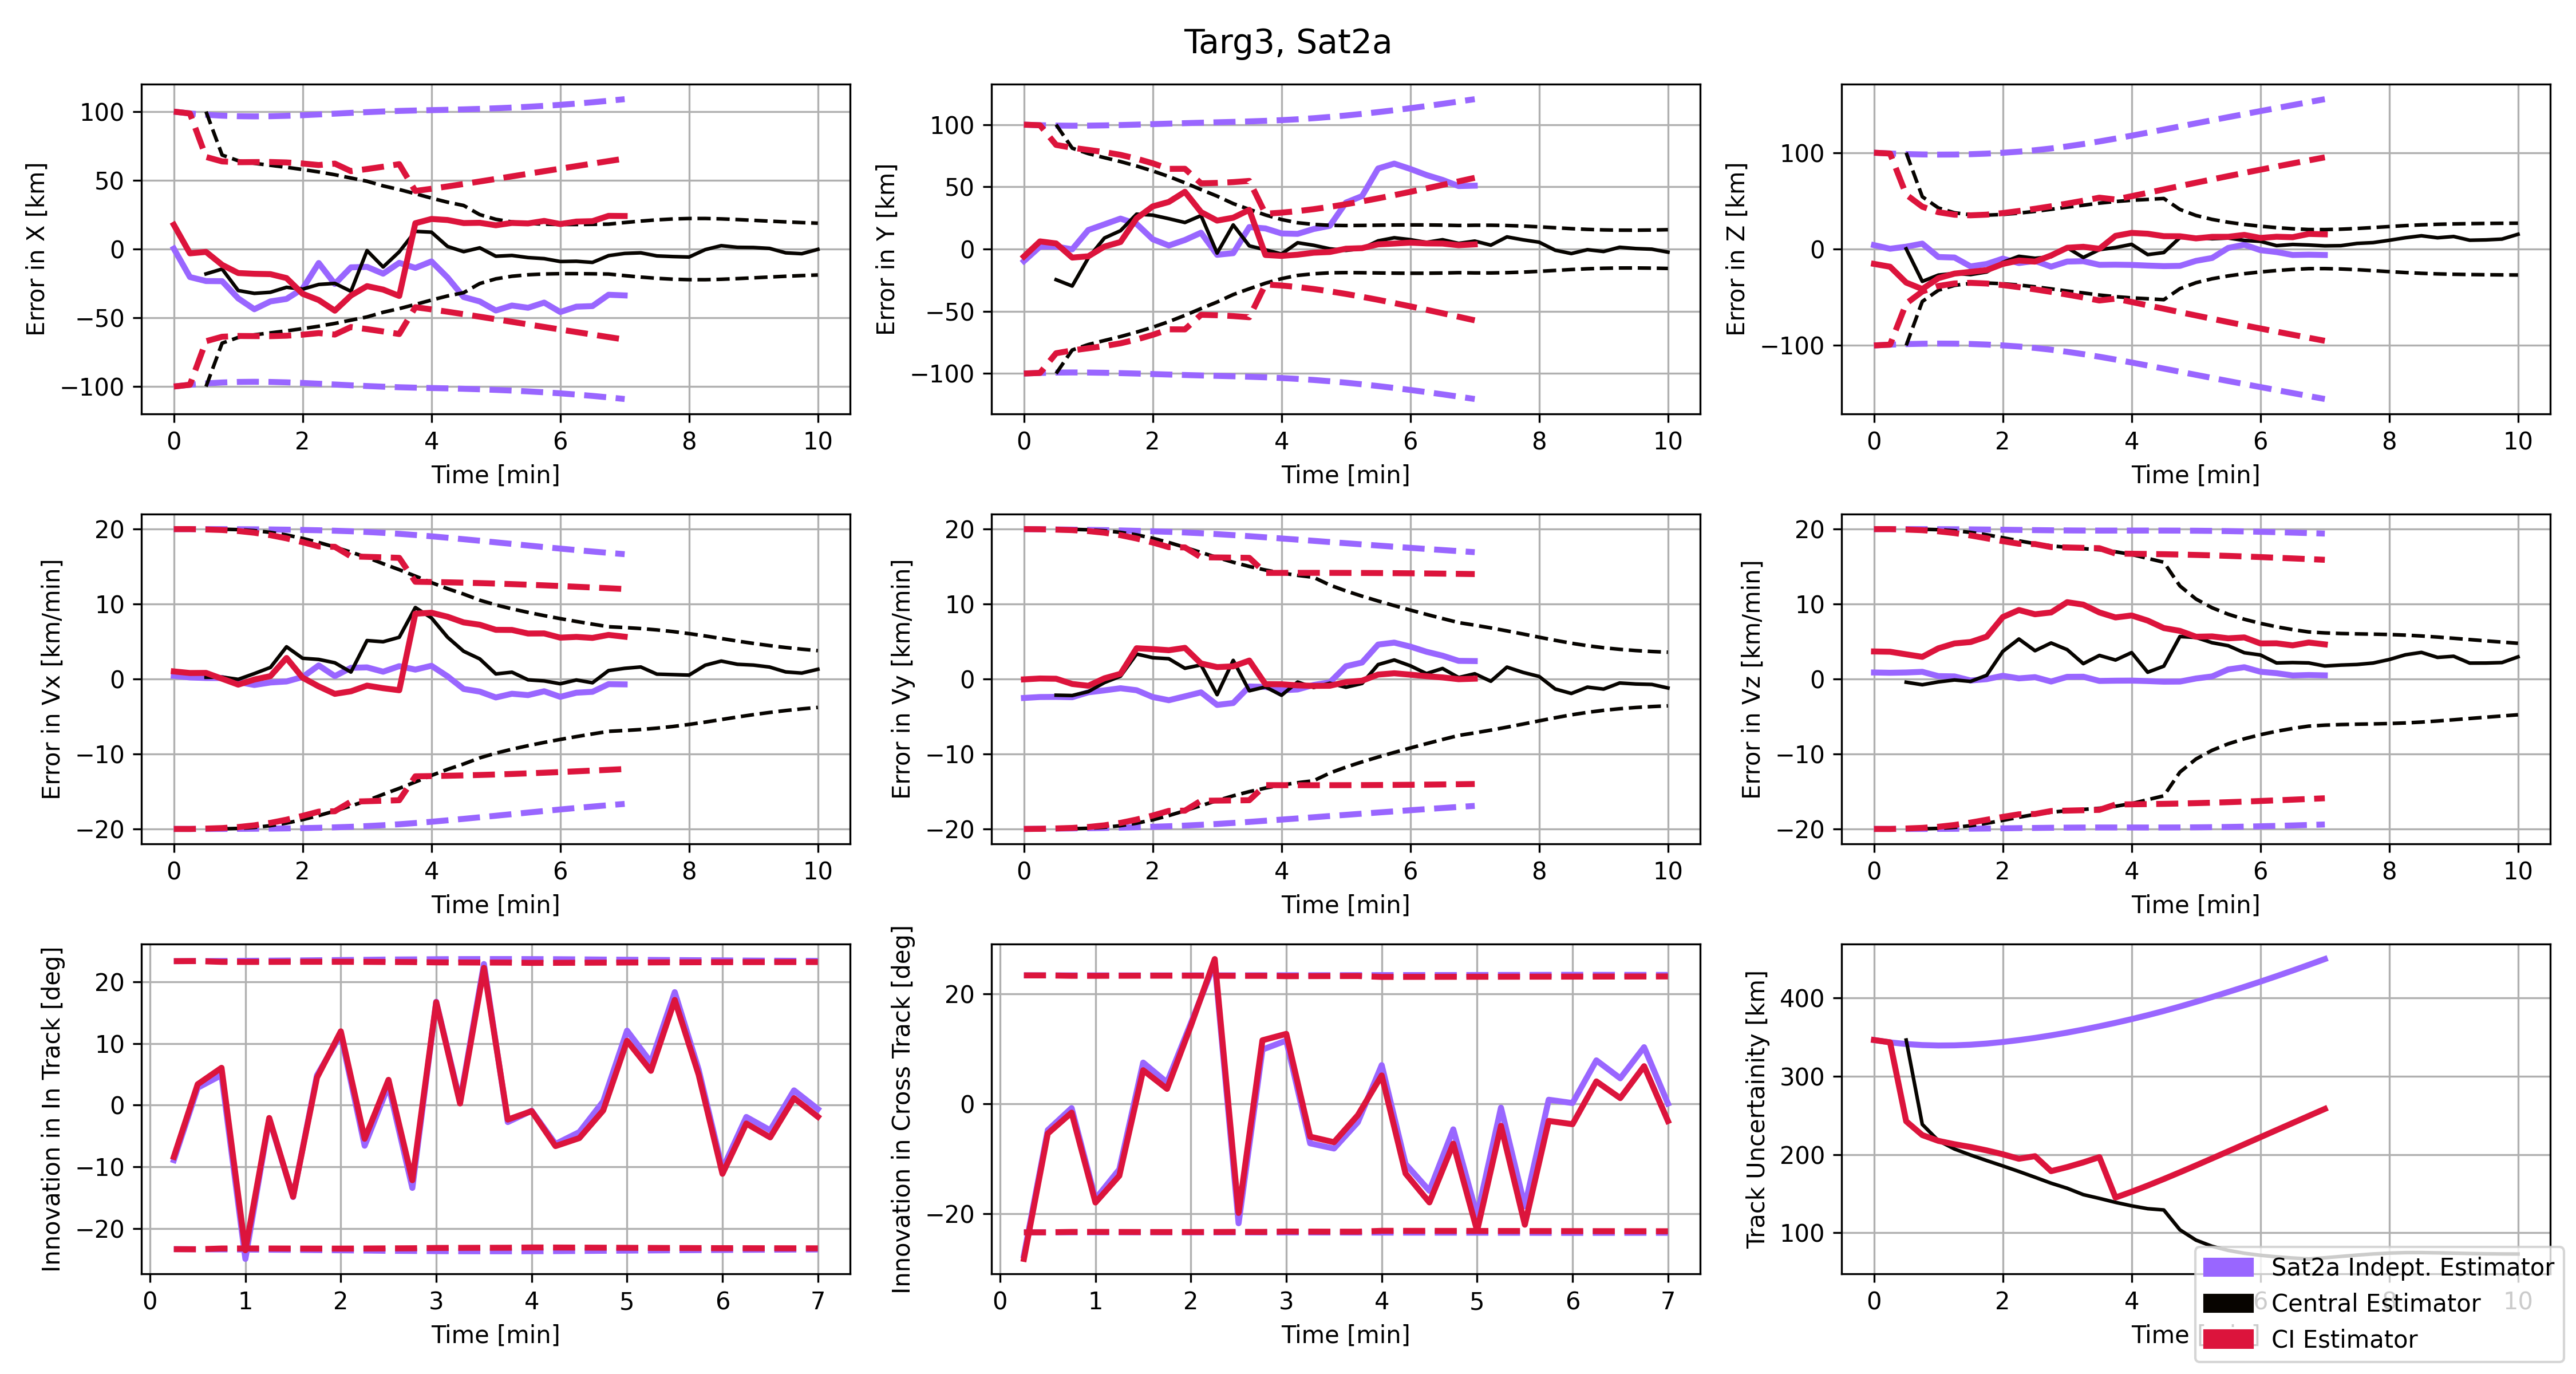 Targ3, Sat2a
Error in X [km]
100
50
0
−50
−100
0 2 4 6 8 10
Time [min]
Error in Y [km]
100
50
0
−50
−100
0 2 4 6 8 10
Time [min]
Error in Z [km]
100
0
−100
0 2 4 6 8 10
Time [min]
Error in Vx [km/min]
20
10
0
−10
−20
0 2 4 6 8 10
Time [min]
Error in Vy [km/min]
20
10
0
−10
−20
0 2 4 6 8 10
Time [min]
Error in Vz [km/min]
20
10
0
−10
−20
0 2 4 6 8 10
Time [min]
Innovation in In Track [deg]
20
10
0
−10
−20
0 1 2 3 4 5 6 7
Time [min]
Innovation in Cross Track [deg]
20
0
−20
0 1 2 3 4 5 6 7
Time [min]
Track Uncertainity [km]
400
300
200
100
0 2 4 6 8 10
Time [min]
Sat2a Indept. Estimator
Central Estimator
CI Estimator